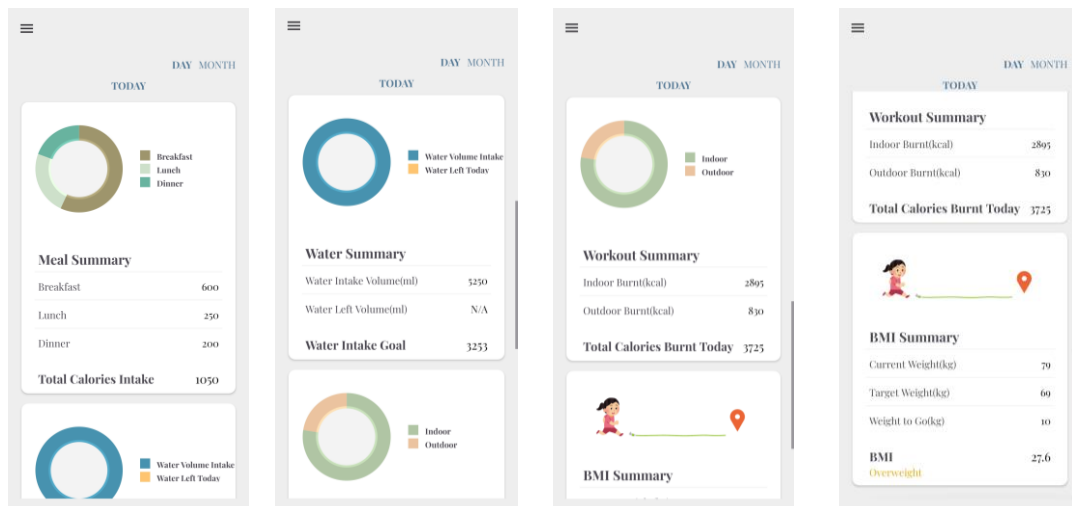 DAY MONTH
TODAY
Breakfast
Lunch
Dinner
Meal Summary
Breakfast 600
Lunch 250
Dinner 200
Total Calories Intake 1050
Water Volume Intake
Water Left Today
DAY MONTH
TODAY
Water Volume Intake
Water Left Today
Water Summary
Water Intake Volume(ml) 5250
Water Left Volume(ml) N/A
Water Intake Goal 3253
Indoor
Outdoor
DAY MONTH
TODAY
Indoor
Outdoor
Workout Summary
Indoor Burnt(kcal) 2895
Outdoor Burnt(kcal) 830
Total Calories Burnt Today 3725
BMI Summary
DAY MONTH
TODAY
Workout Summary
Indoor Burnt(kcal) 2895
Outdoor Burnt(kcal) 830
Total Calories Burnt Today 3725
BMI Summary
Current Weight(kg) 79
Target Weight(kg) 69
Weight to Go(kg) 10
BMI 27.6
Overweight